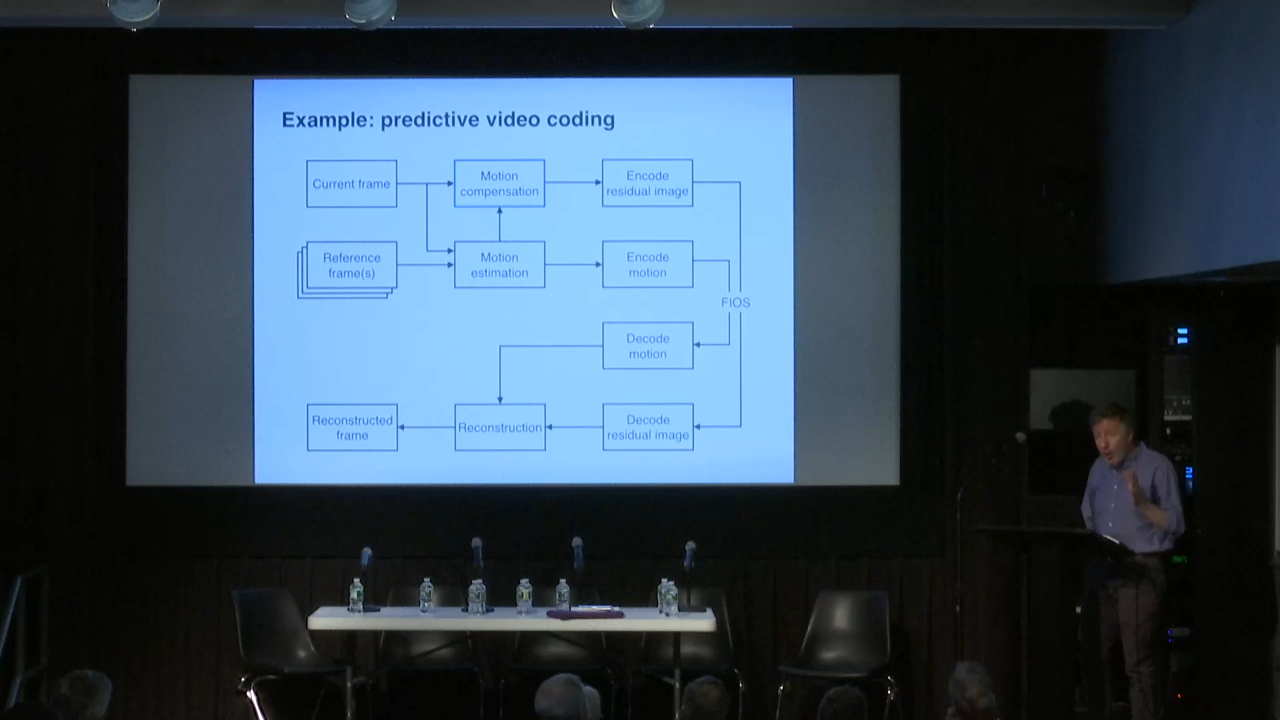 Example: predictive video coding
Current frame
Motion
compensation
Encode
residual image
Reference
frame(s)
Motion
estimation
Encode
motion
FIOS
Decode
motion
Reconstructed
frame
Reconstruction
Decode
residual image